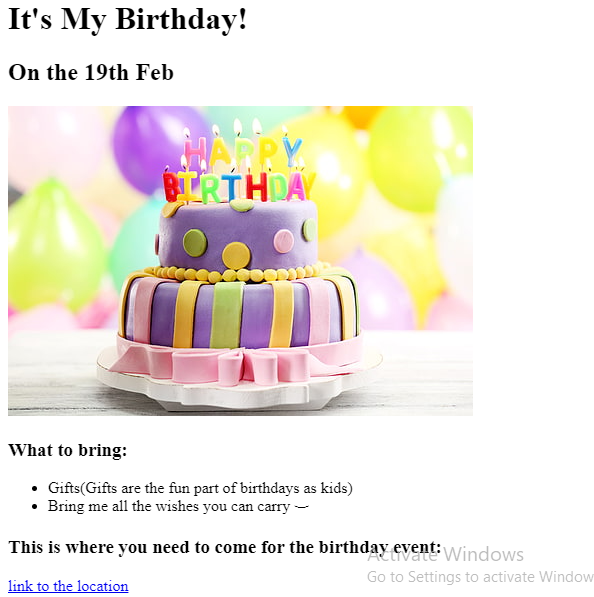 It's My Birthday!
On the 19th Feb
HAPPY
BIRTHDAY
What to bring:
Gifts(Gifts are the fun part of birthdays as kids)
Bring me all the wishes you can carry
This is where you need to come for the birthday event:
link to the location
Activate Windows
Go to Settings to activate Window